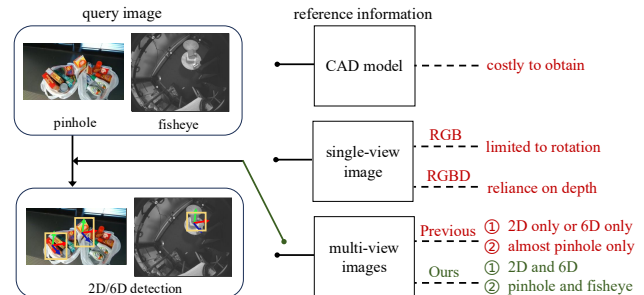 query image
reference information
pinhole
fisheye
2D/6D detection
CAD model
costly to obtain
single-view
image
RGB
limited to rotation
RGBD
reliance on depth
multi-view
images
Previous
① 2D only or 6D only
② almost pinhole only
Ours
① 2D and 6D
② pinhole and fisheye